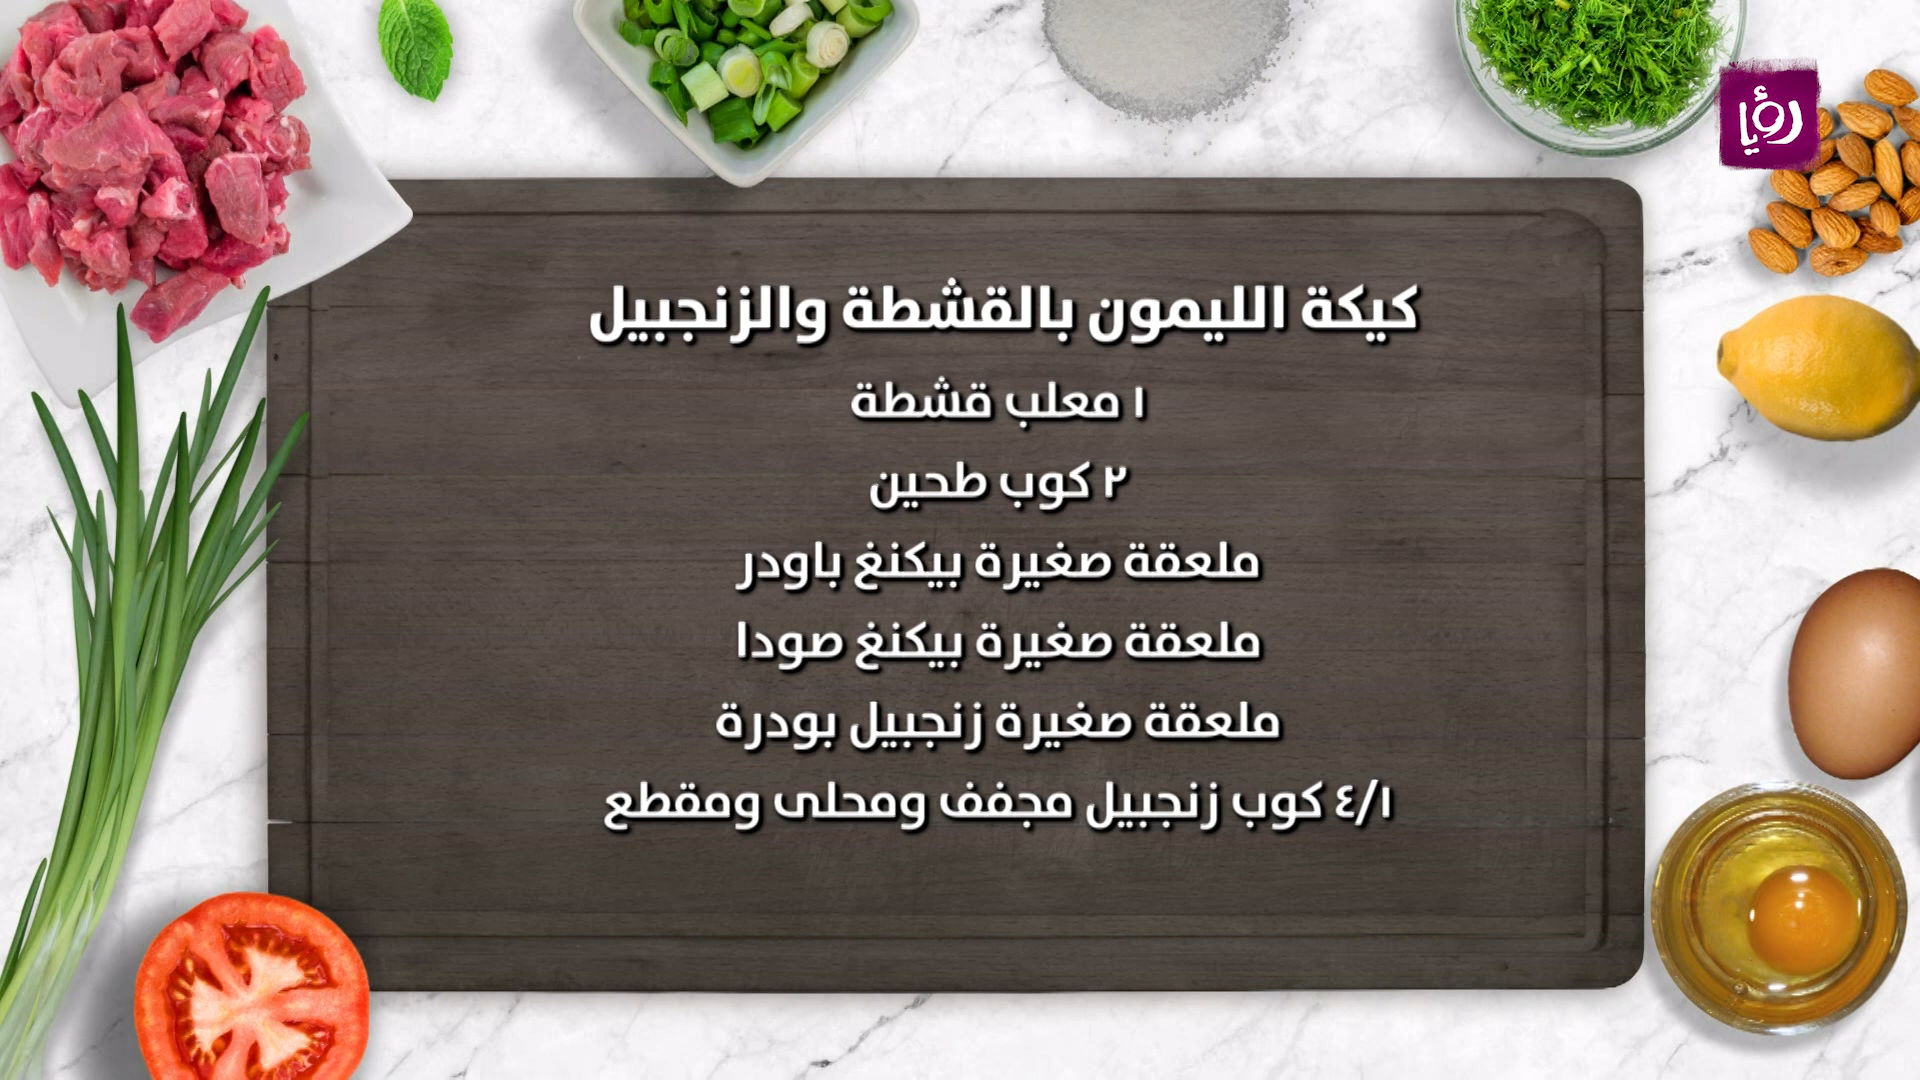 رؤيا
كيكة الليمون بالقشطة والزنجبيل
١ معلب قشطة
٢ كوب طحين
ملعقة صغيرة بيكنغ باودر
ملعقة صغيرة بيكنغ صودا
ملعقة صغيرة زنجبيل بودرة
٤/١ كوب زنجبيل مجفف ومحلى ومقطع